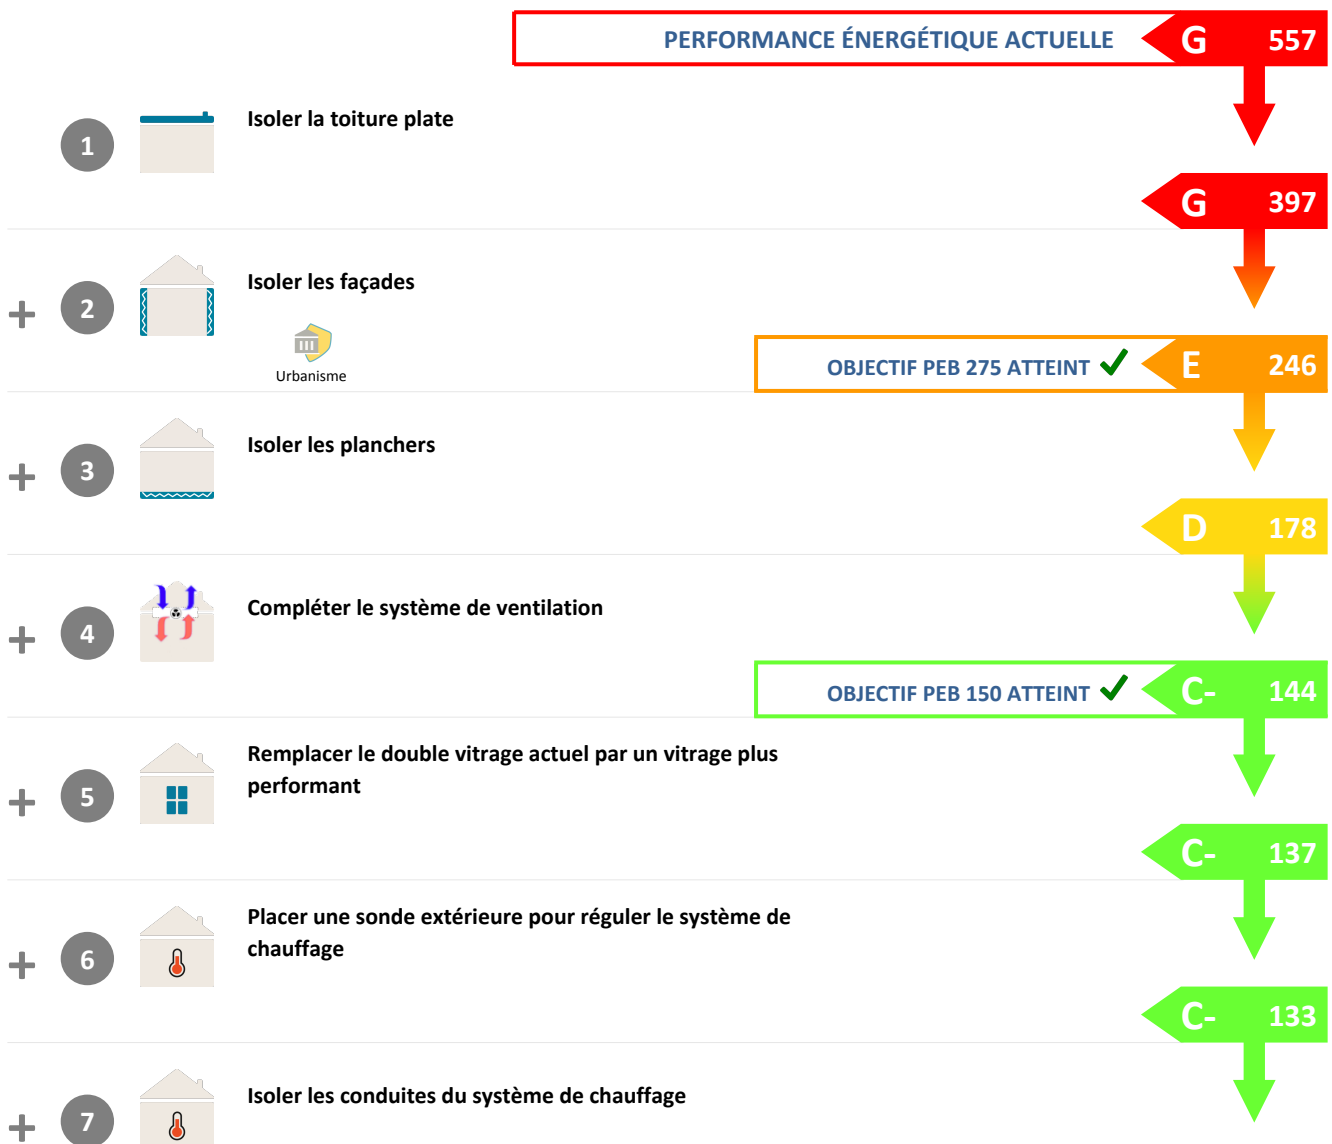 PERFORMANCE ÉNERGÉTIQUE ACTUELLE G 557
1 Isoler la toiture plate
G 397
+ 2 Isoler les façades
Urbanisme
OBJECTIF PEB 275 ATTEINT ✓ E 246
+ 3 Isoler les planchers
D 178
+ 4 Compléter le système de ventilation
OBJECTIF PEB 150 ATTEINT ✓ C- 144
+ 5 Remplacer le double vitrage actuel par un vitrage plus
performant
C- 137
+ 6 Placer une sonde extérieure pour réguler le système de
chauffage
C- 133
+ 7 Isoler les conduites du système de chauffage